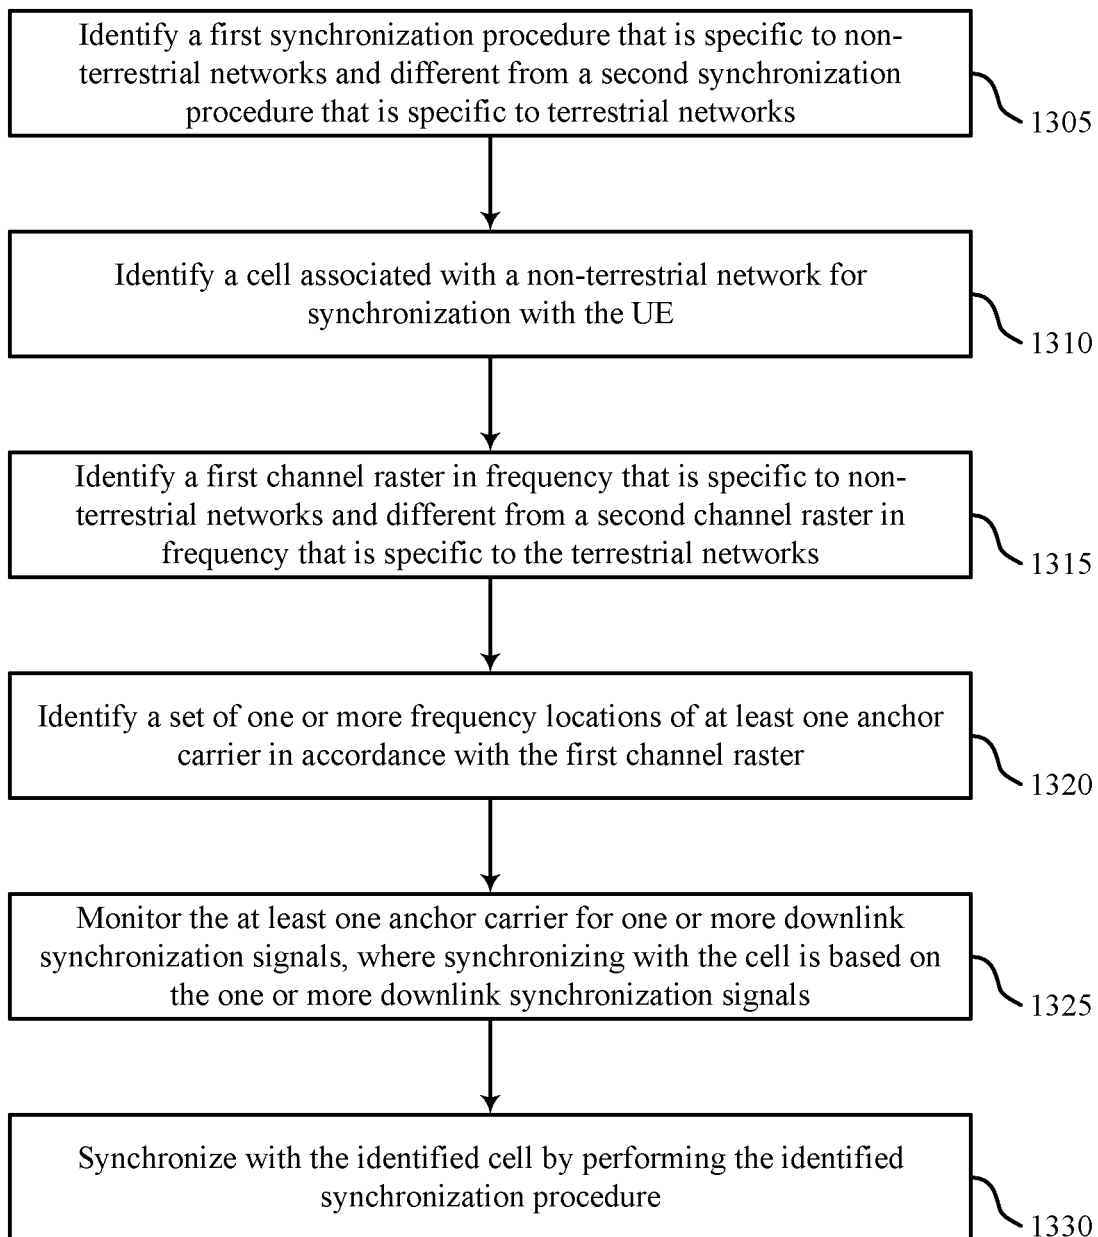 Identify a first synchronization procedure that is specific to non-
terrestrial networks and different from a second synchronization
procedure that is specific to terrestrial networks
1305
Identify a cell associated with a non-terrestrial network for
synchronization with the UE
1310
Identify a first channel raster in frequency that is specific to non-
terrestrial networks and different from a second channel raster in
frequency that is specific to the terrestrial networks
1315
Identify a set of one or more frequency locations of at least one anchor
carrier in accordance with the first channel raster
1320
Monitor the at least one anchor carrier for one or more downlink
synchronization signals, where synchronizing with the cell is based on
the one or more downlink synchronization signals
1325
Synchronize with the identified cell by performing the identified
synchronization procedure
1330